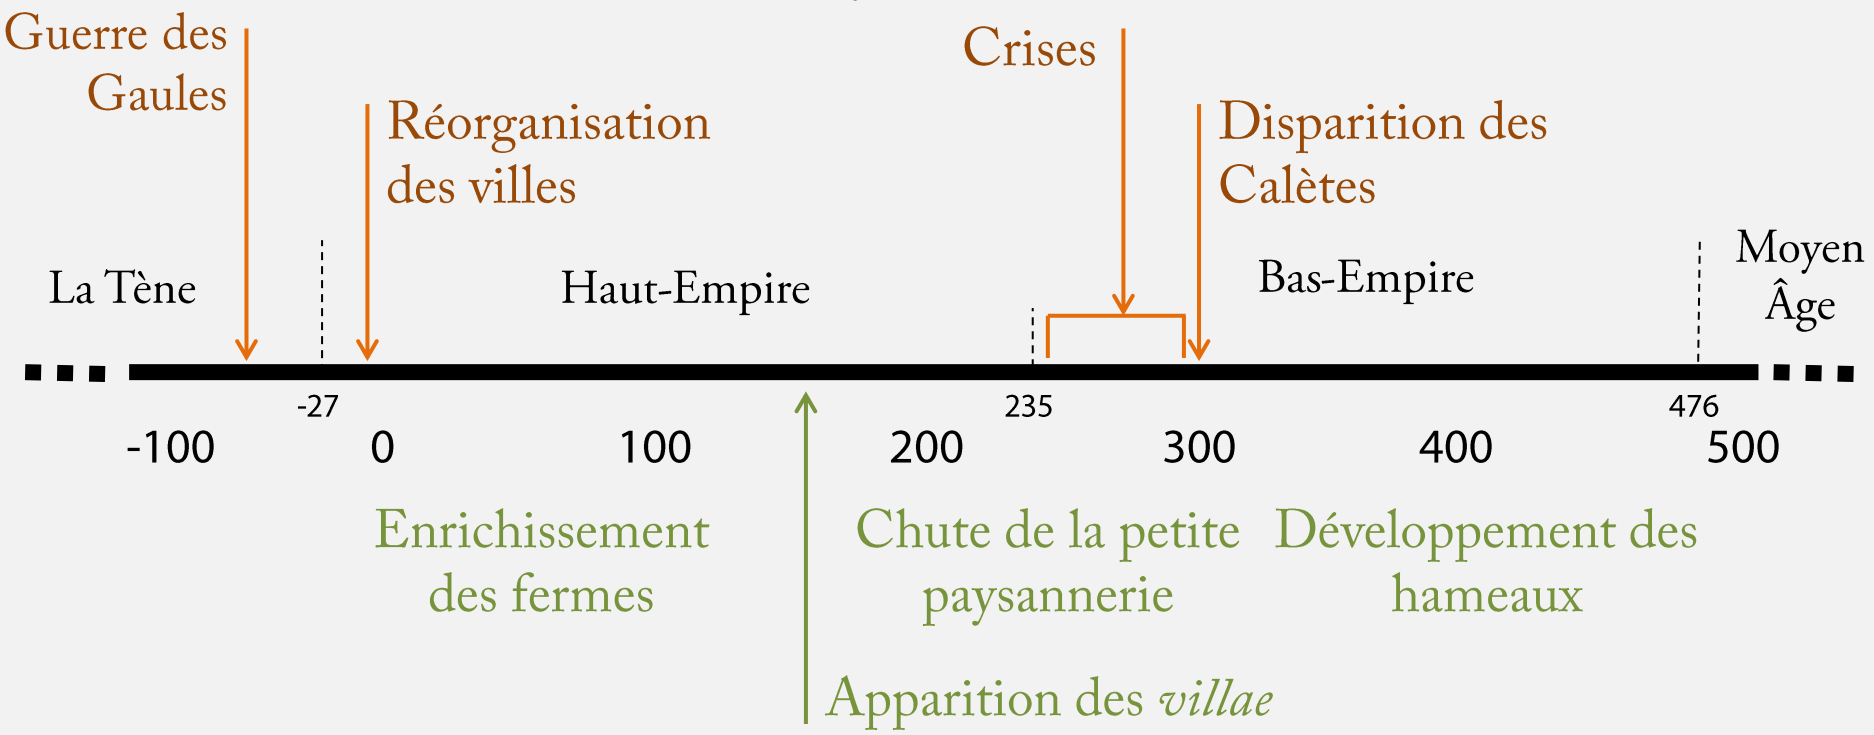 Guerre des
Gaules
Crises
Réorganisation
des villes
Disparition des
Calètes
La Tène
Haut-Empire
Bas-Empire
Moyen
Âge
-27
235
476
-100
0
100
200
300
400
500
Enrichissement
des fermes
Chute de la petite
paysannerie
Développement des
hameaux
Apparition des villae